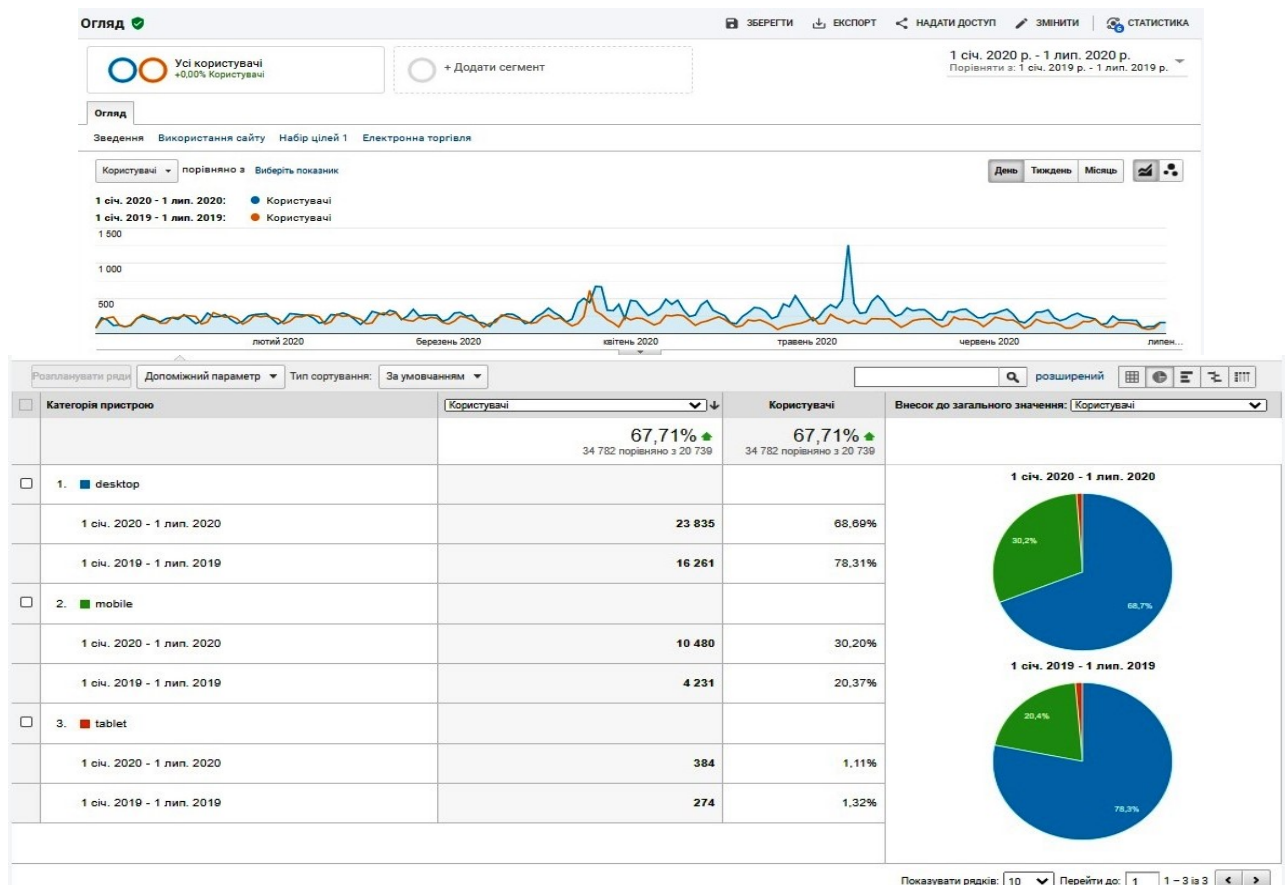 Огляд
ЗБЕРЕГТИ ЕКСПОРТ НАДАТИ ДОСТУП ЗМІНИТИ СТАТИСТИКА
Усі користувачі
+0,00% Користувачі
+ Додати сегмент
1 січ. 2020 р. - 1 лип. 2020 р.
Порівняти з: 1 січ. 2019 р. - 1 лип. 2019 р.
Огляд
Зведення Використання сайту Набір цілей 1 Електронна торгівля
Користувачі порівняно з Виберіть показник
День Тиждень Місяць
1 січ. 2020 - 1 лип. 2020: Користувачі
1 січ. 2019 - 1 лип. 2019: Користувачі
1 500
1 000
500
лютий 2020 березень 2020 квітень 2020 травень 2020 червень 2020 липен...
Розпланувати ряди Допоміжний параметр Тип сортування: За умовчанням розширений
Категорія пристрою Користувачі Користувачі Внесок до загального значення: Користувачі
67,71% 67,71%
34 782 порівняно з 20 739 34 782 порівняно з 20 739
1. desktop
1 січ. 2020 - 1 лип. 2020 23 835 68,69%
1 січ. 2019 - 1 лип. 2019 16 261 78,31%
2. mobile
1 січ. 2020 - 1 лип. 2020 10 480 30,20%
1 січ. 2019 - 1 лип. 2019 4 231 20,37%
3. tablet
1 січ. 2020 - 1 лип. 2020 384 1,11%
1 січ. 2019 - 1 лип. 2019 274 1,32%
1 січ. 2020 - 1 лип. 2020
30,2%
68,7%
1 січ. 2019 - 1 лип. 2019
20,4%
78,3%
Показувати рядків: 10 Перейти до: 1 1 – 3 із 3